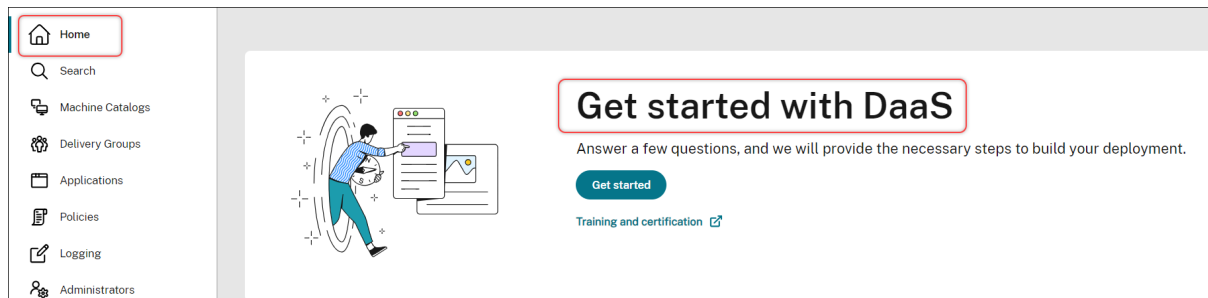 Home
Search
Machine Catalogs
Delivery Groups
Applications
Policies
Logging
Administrators
Get started with DaaS
Answer a few questions, and we will provide the necessary steps to build your deployment.
Get started
Training and certification